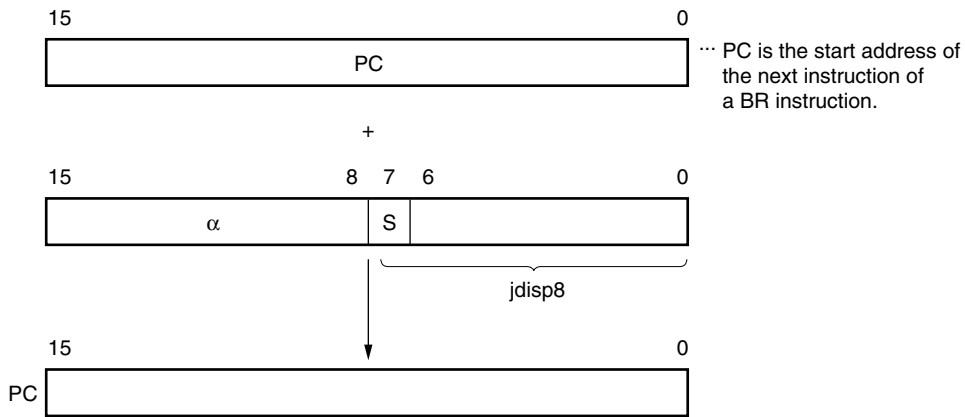 15 0
PC
… PC is the start address of
the next instruction of
a BR instruction.
+
15 8 7 6 0
α S
jdisp8
15 0
PC